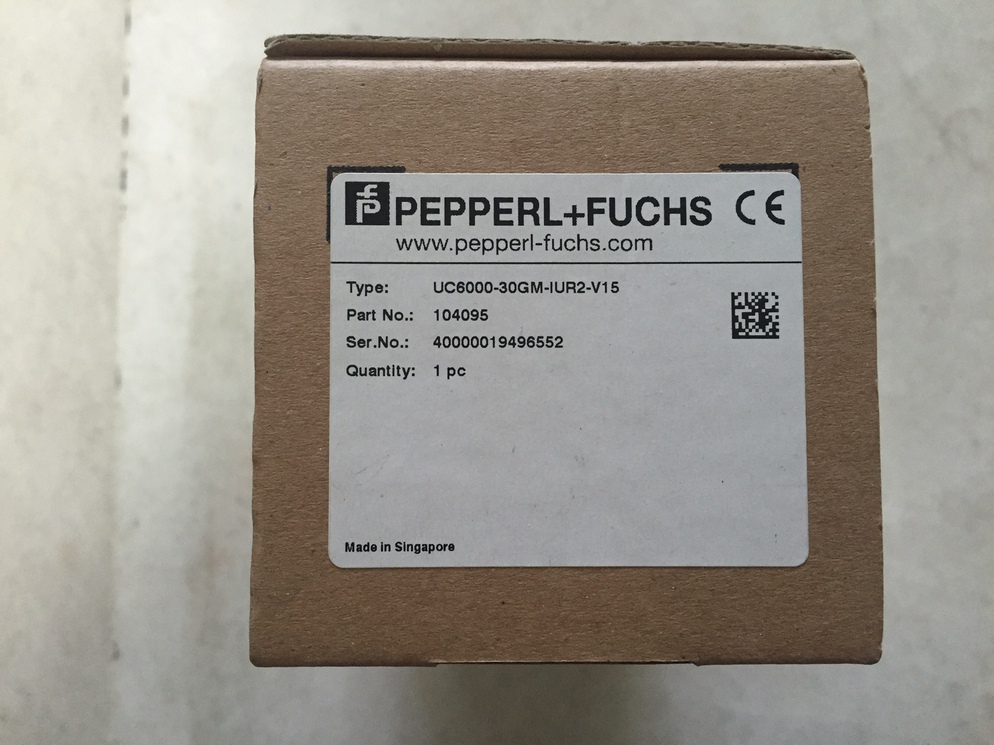 PEPPERL+FUCHS CE
www.pepperl-fuchs.com
Type: UC6000-30GM-IUR2-V15
Part No.: 104095
Ser.No.: 40000019496552
Quantity: 1 pc
Made in Singapore